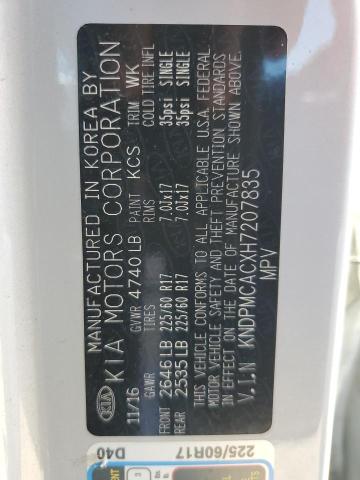 MANUFACTURED IN KOREA BY
KIA KIA MOTORS CORPORATION
11/16 GVWR 4740LB PAINT KCS TRIM WK
GAWR TIRES RIMS COLD TIRE INFL
FRONT 2646LB 225/60 R17 7.0Jx17 35psi SINGLE
REAR 2535LB 225/60 R17 7.0Jx17 35psi SINGLE
THIS VEHICLE CONFORMS TO ALL APPLICABLE U.S.A. FEDERAL
MOTOR VEHICLE SAFETY AND THEFT PREVENTION STANDARDS
IN EFFECT ON THE DATE OF MANUFACTURE SHOWN ABOVE.
V.I.N KNDPMCACXH7207835
MPV
D40
225/60R17